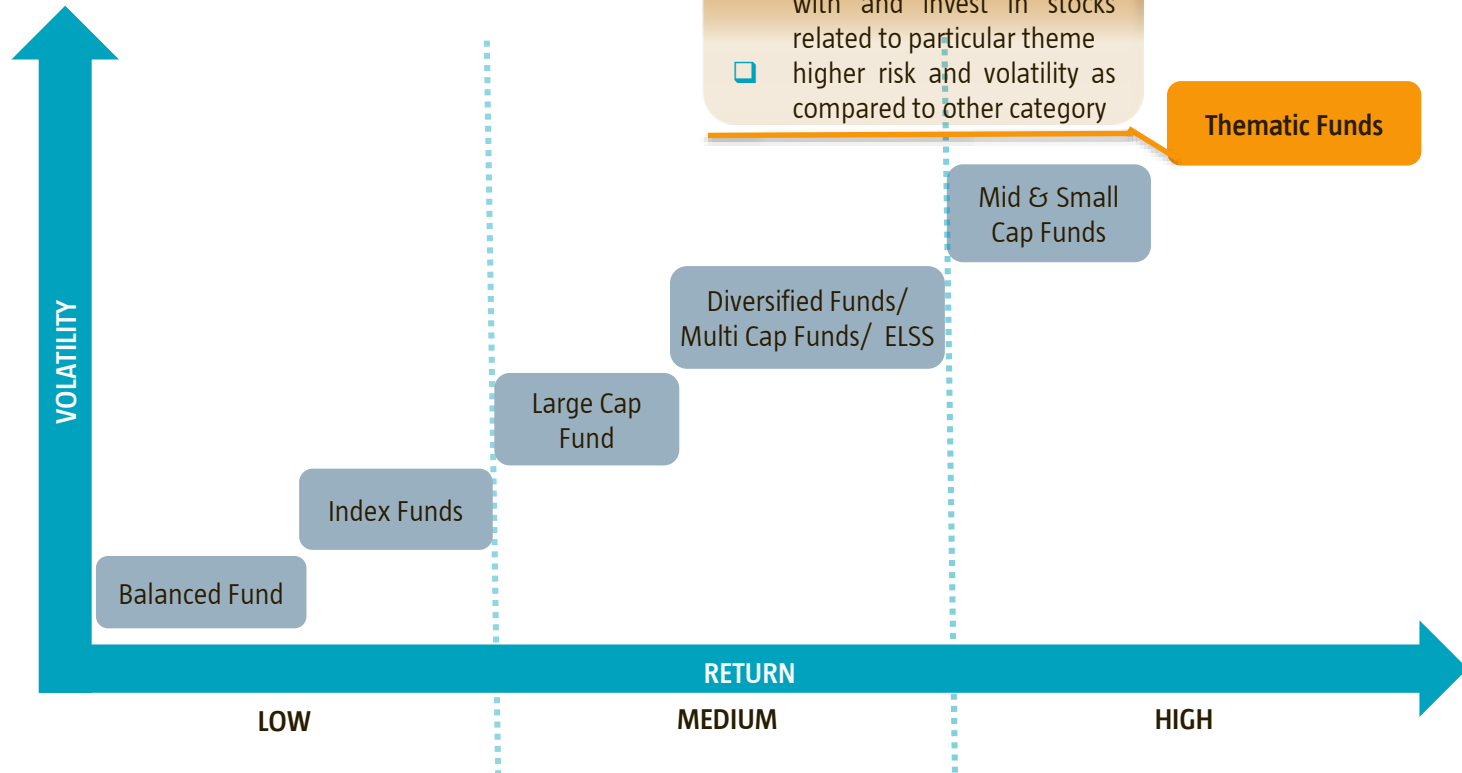 with and invest in stocks
related to particular theme
❑ higher risk and volatility as
compared to other category
Thematic Funds
Mid & Small
Cap Funds
Diversified Funds/
Multi Cap Funds/ ELSS
Large Cap
Fund
Index Funds
Balanced Fund
VOLATILITY
RETURN
LOW
MEDIUM
HIGH